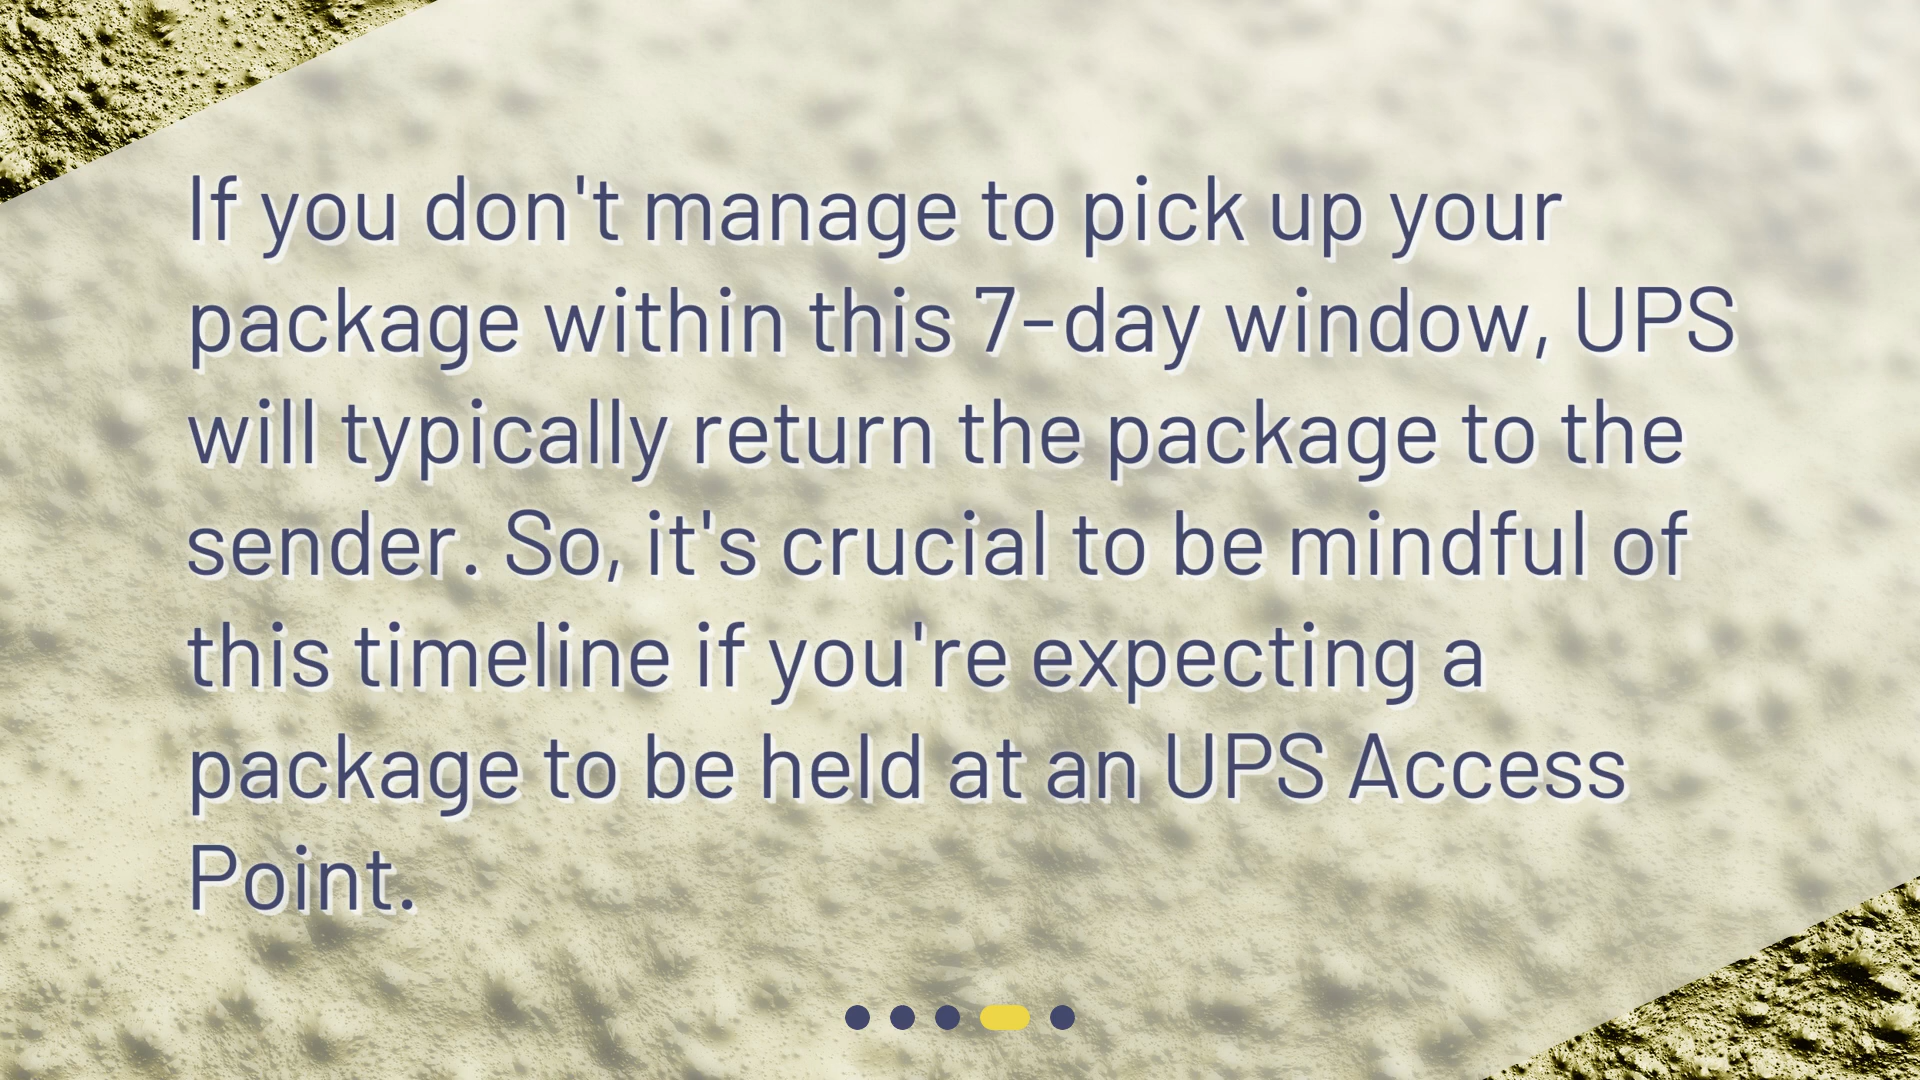 If you don't manage to pick up your
package within this 7-day window, UPS
will typically return the package to the
sender. So, it's crucial to be mindful of
this timeline if you're expecting a
package to be held at an UPS Access
Point.